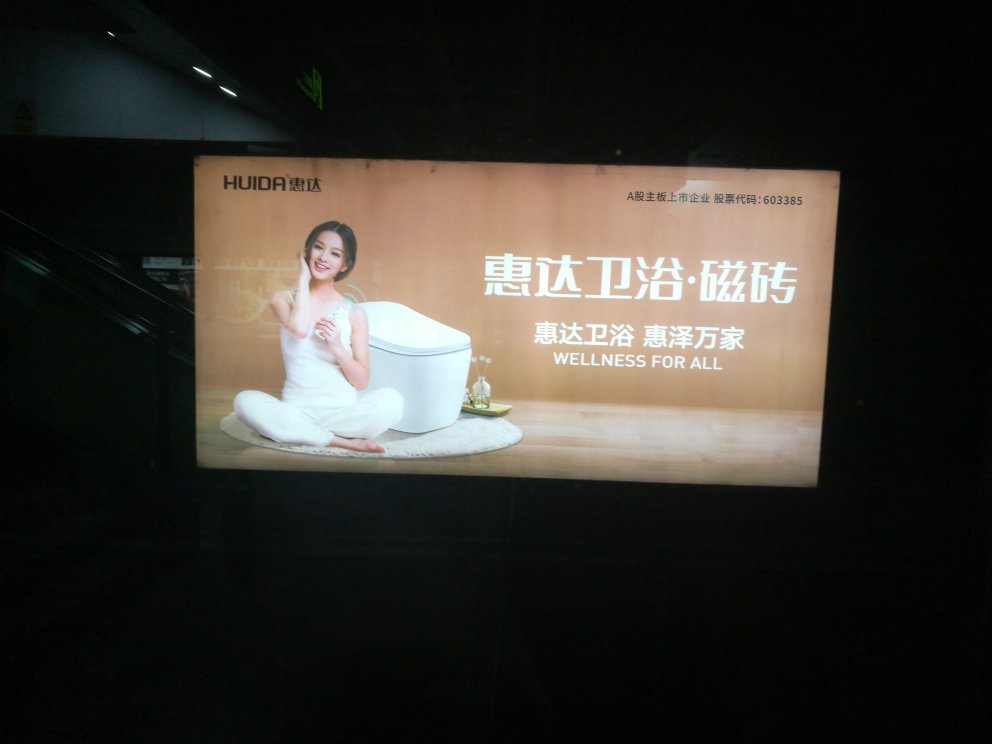 HUIDA惠达
A股主板上市企业 股票代码:603385
惠达卫浴·磁砖
惠达卫浴 惠泽万家
WELLNESS FOR ALL